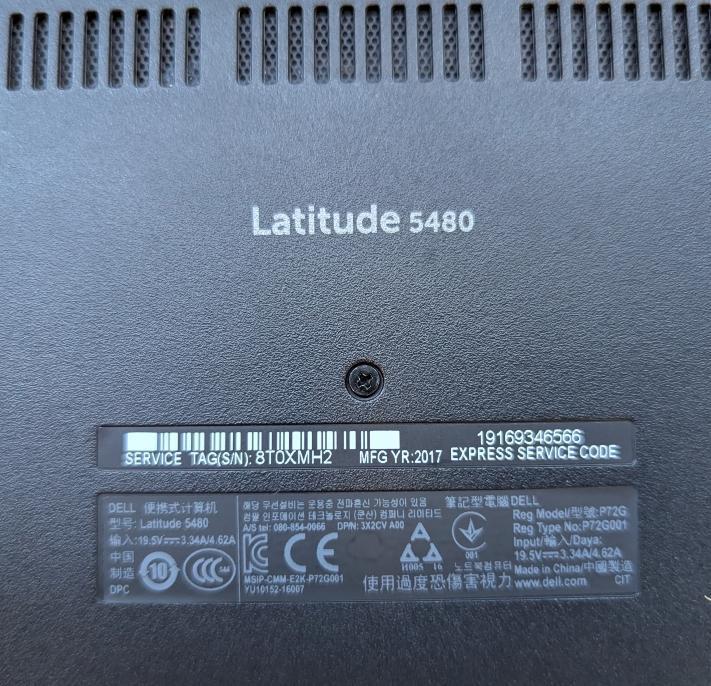 Latitude 5480
19169346566
SERVICE TAG(S/N): 8T0XMH2 MFG YR:2017 EXPRESS SERVICE CODE
DELL 便携式计算机
型号: Latitude 5480
输入:19.5V⎓3.34A/4.62A
中国
制造
DPC
10
CCC
해당 무선설비는 운용중 전파혼신 가능성이 있음
컴팔 인포메이션 테크놀로지 (쿤산) 컴퍼니 리미티드
A/S tel: 080-854-0066 DPN: 3X2CV A00
CE
MSIP-CMM-E2K-P72G001
YU10152-16007
H005 16
001
노트북컴퓨터
使用過度恐傷害視力
筆記型電腦 DELL
Reg Model/型號:P72G
Reg Type No:P72G001
Input/輸入/Daya:
19.5V⎓3.34A/4.62A
Made in China/中國製造
www.dell.com CIT